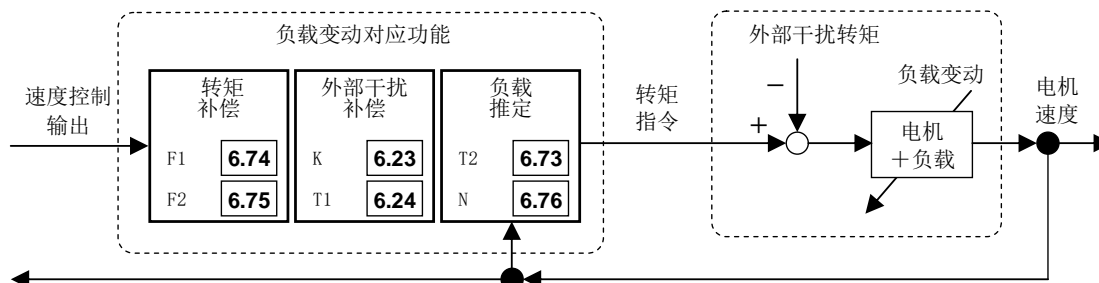 负载变动对应功能
外部干扰转矩
速度控制
输出
转矩
补偿
F1 6.74
F2 6.75
外部干扰
补偿
K 6.23
T1 6.24
负载
推定
T2 6.73
N 6.76
转矩
指令
+
−
负载变动
电机
＋负载
电机
速度